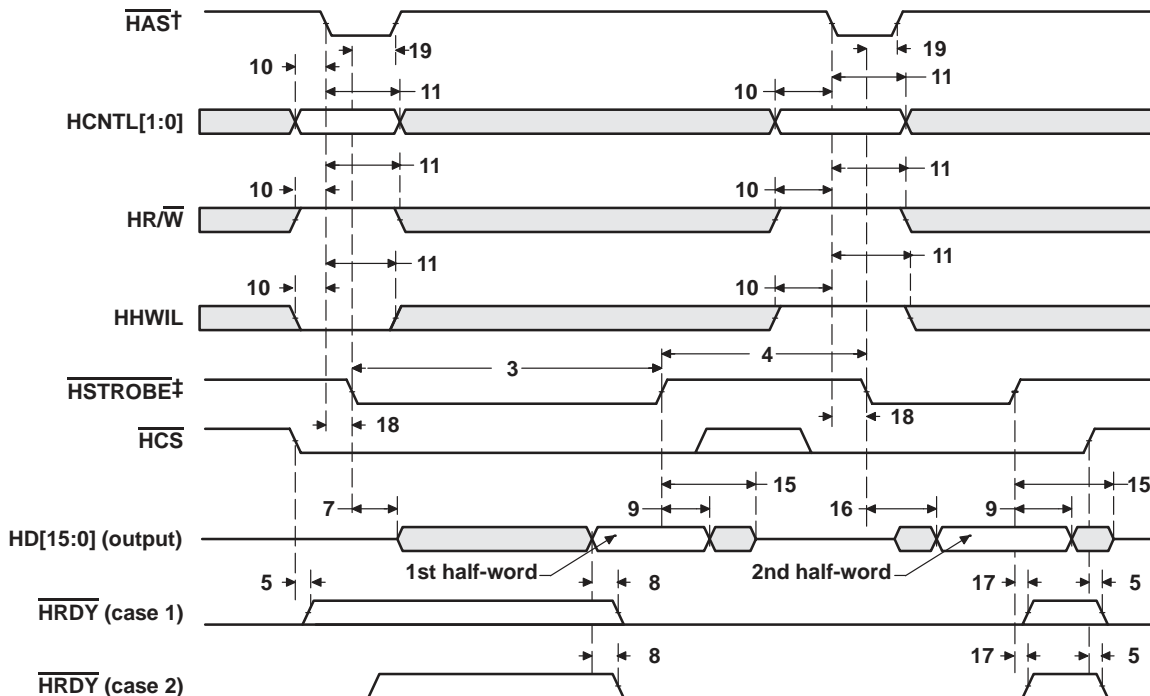 HAS†
19
19
10
11
10
11
HCNTL[1:0]
11
11
10
10
HR/W
11
11
10
10
HHWIL
3
4
HSTROBE‡
18
18
HCS
15
15
7
9
16
9
HD[15:0] (output)
1st half-word
2nd half-word
5
8
17
5
HRDY (case 1)
8
17
5
HRDY (case 2)